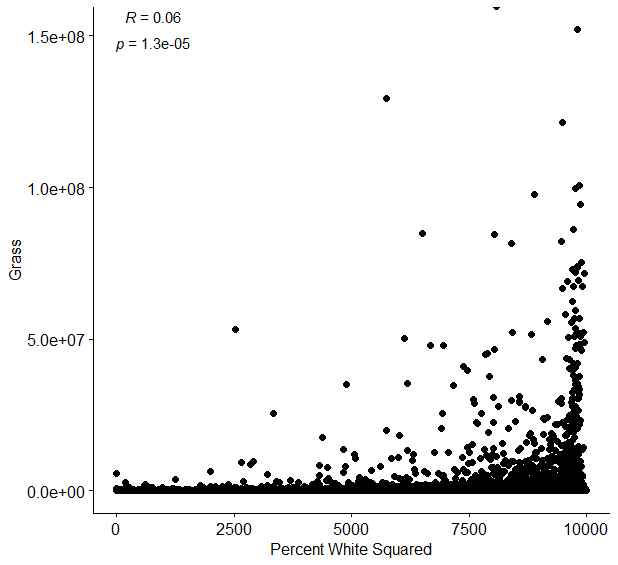 R = 0.06
p = 1.3e-05
1.5e+08
1.0e+08
5.0e+07
0.0e+00
Grass
0 2500 5000 7500 10000
Percent White Squared